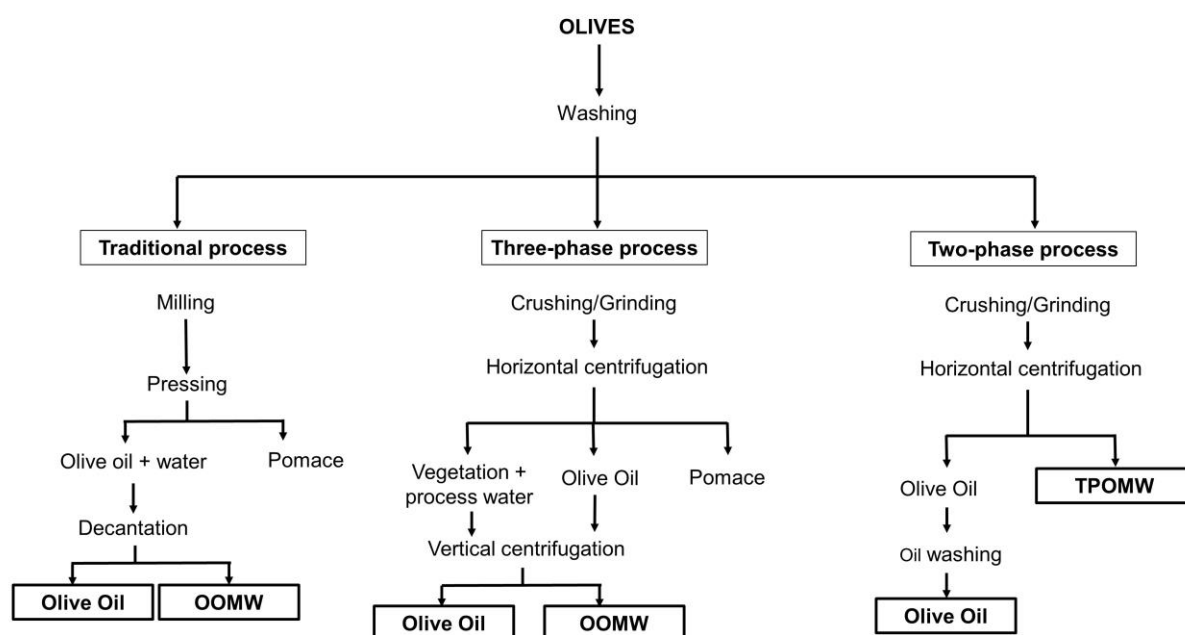 OLIVES
Washing
Traditional process
Milling
Pressing
Olive oil + water
Pomace
Decantation
Olive Oil
OOMW
Three-phase process
Crushing/Grinding
Horizontal centrifugation
Vegetation +
process water
Olive Oil
Pomace
Vertical centrifugation
Olive Oil
OOMW
Two-phase process
Crushing/Grinding
Horizontal centrifugation
Olive Oil
TPOMW
Oil washing
Olive Oil